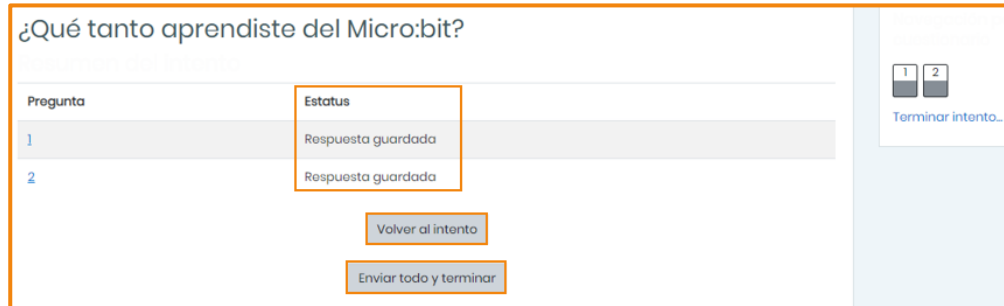 ¿Qué tanto aprendiste del Micro:bit?
Pregunta Estatus
1 Respuesta guardada
2 Respuesta guardada
Volver al intento
Enviar todo y terminar
1 2
Terminar intento...